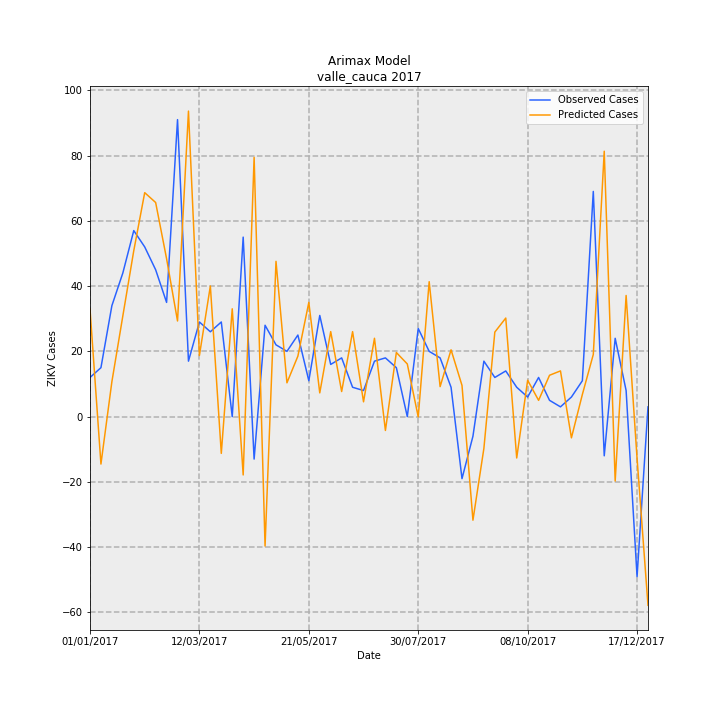 Arimax Model
valle_cauca 2017
Observed Cases
Predicted Cases
ZIKV Cases
100
80
60
40
20
0
−20
−40
−60
01/01/2017
12/03/2017
21/05/2017
30/07/2017
08/10/2017
17/12/2017
Date